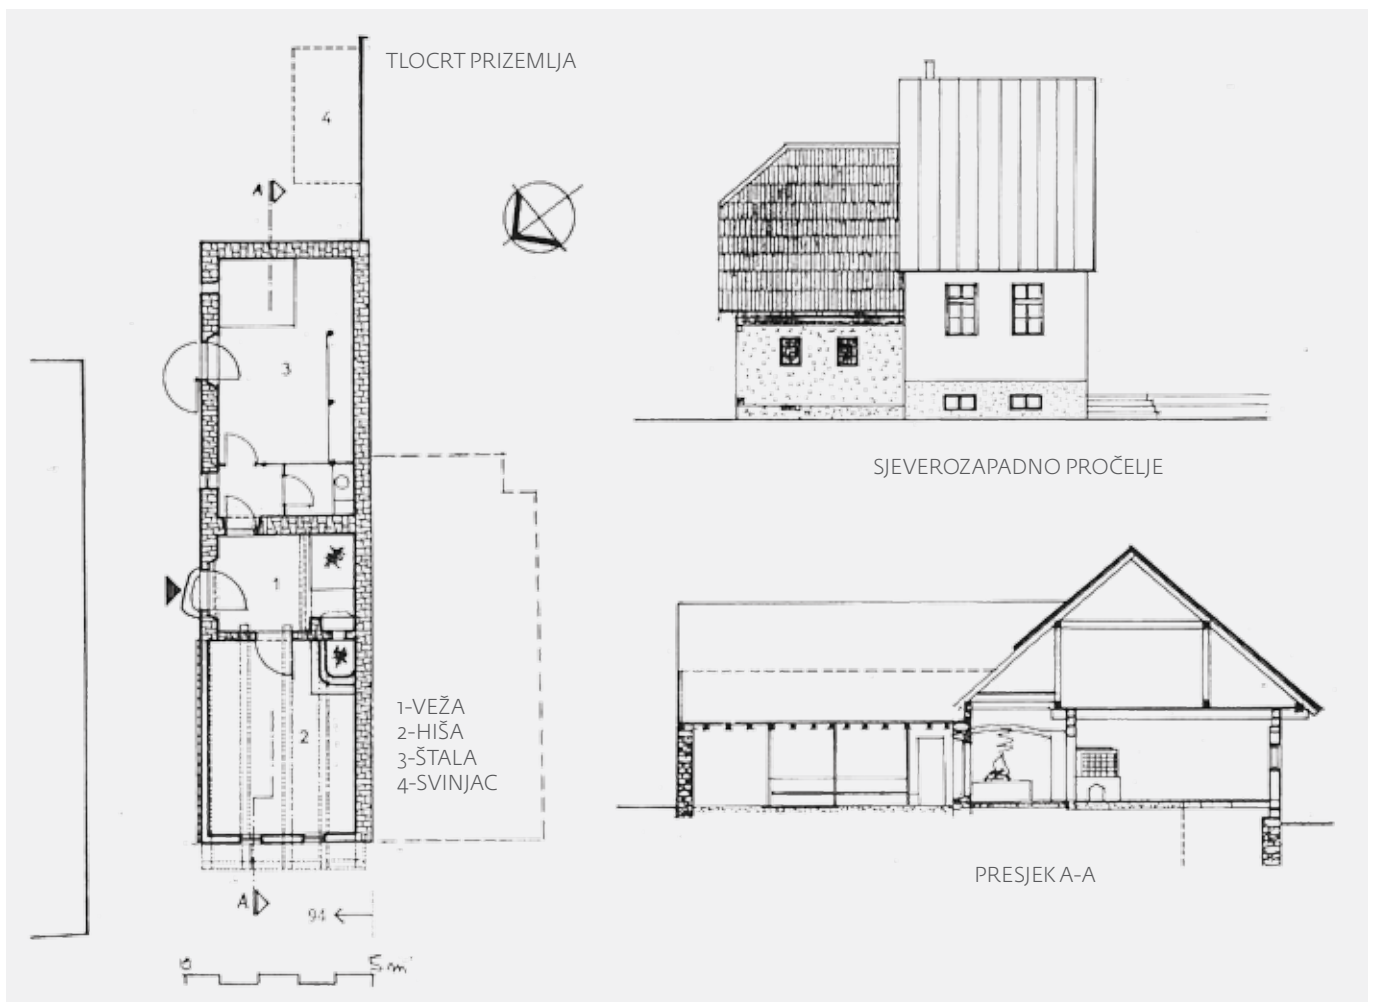 TLOCRT PRIZEMLJA
4
A
3
1
2
1-VEŽA
2-HIŠA
3-ŠTALA
4-SVINJAC
A
94
0 5 m
SJEVEROZAPADNO PROČELJE
PRESJEK A-A